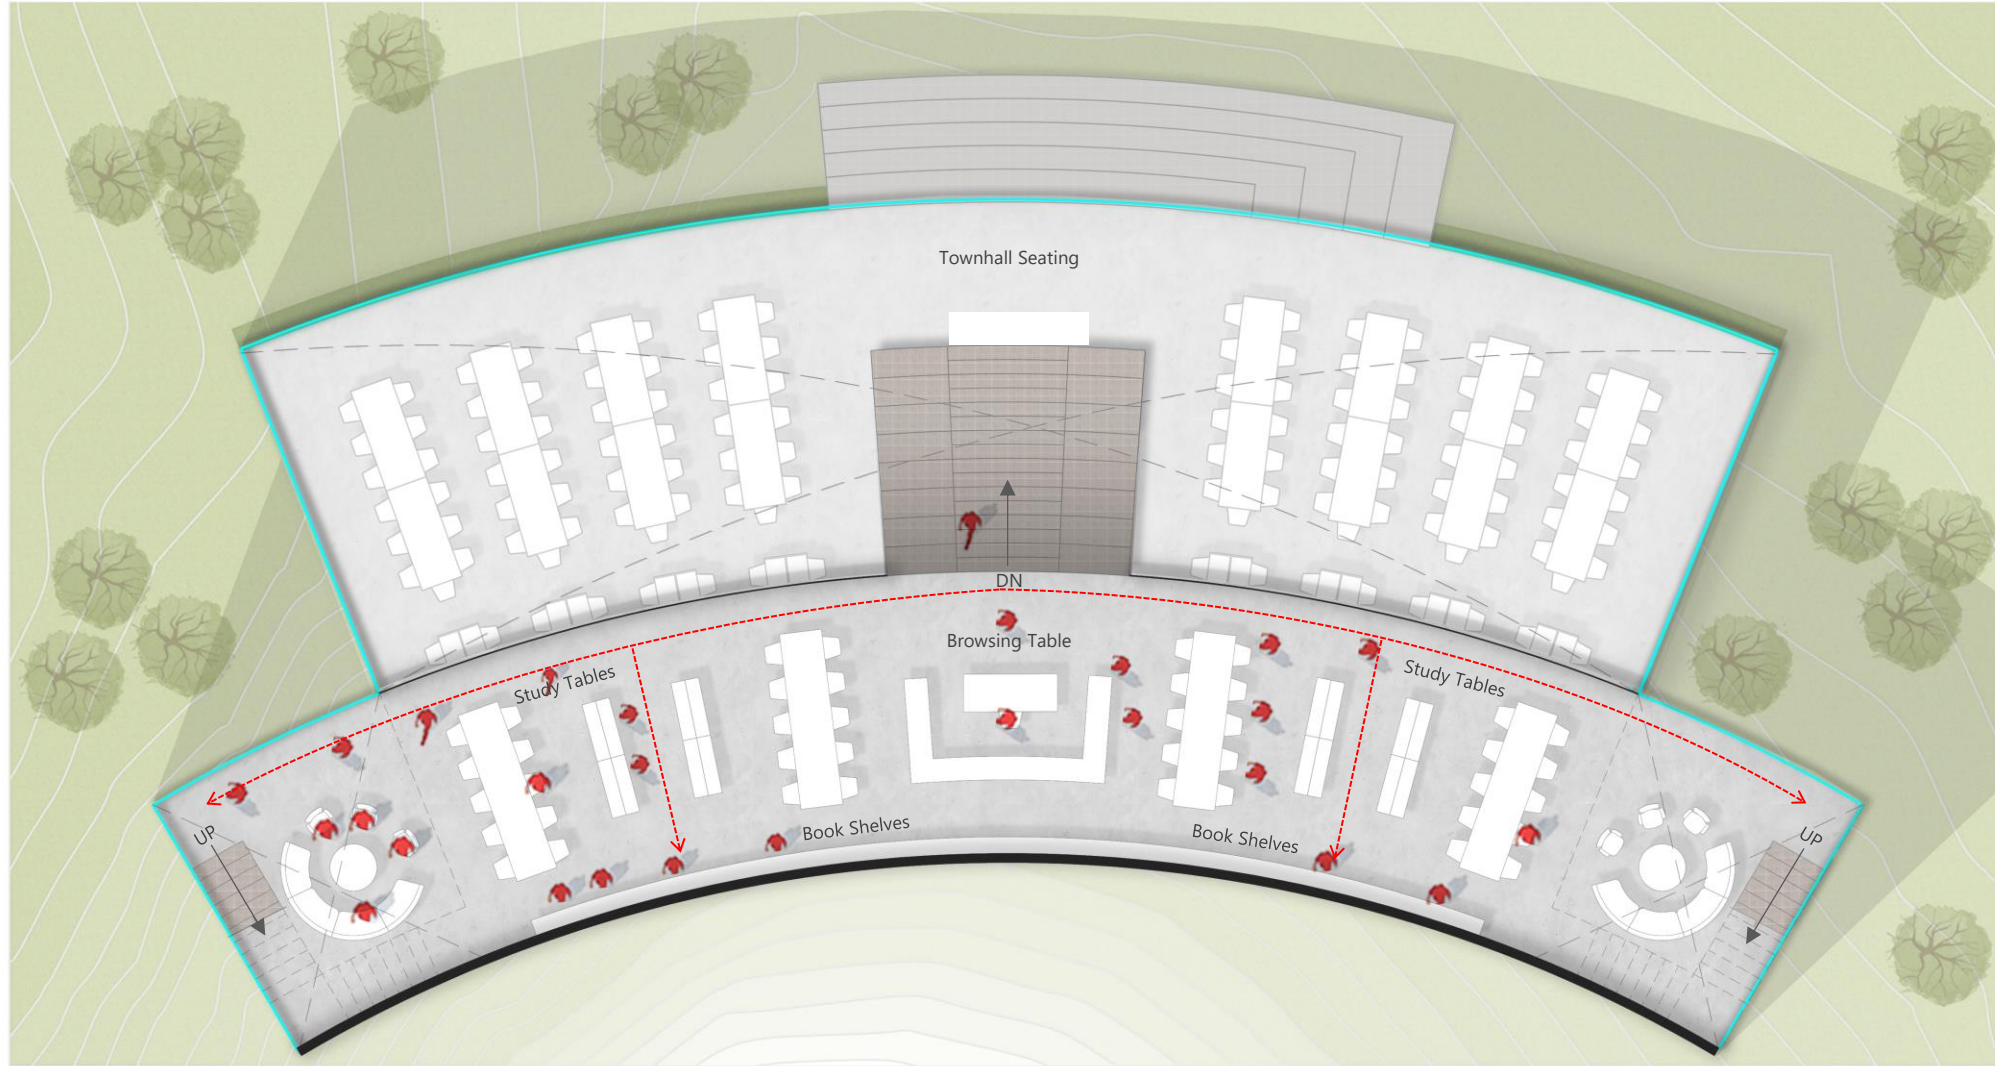 Townhall Seating
DN
Browsing Table
Study Tables
Study Tables
UP
Book Shelves
Book Shelves
UP